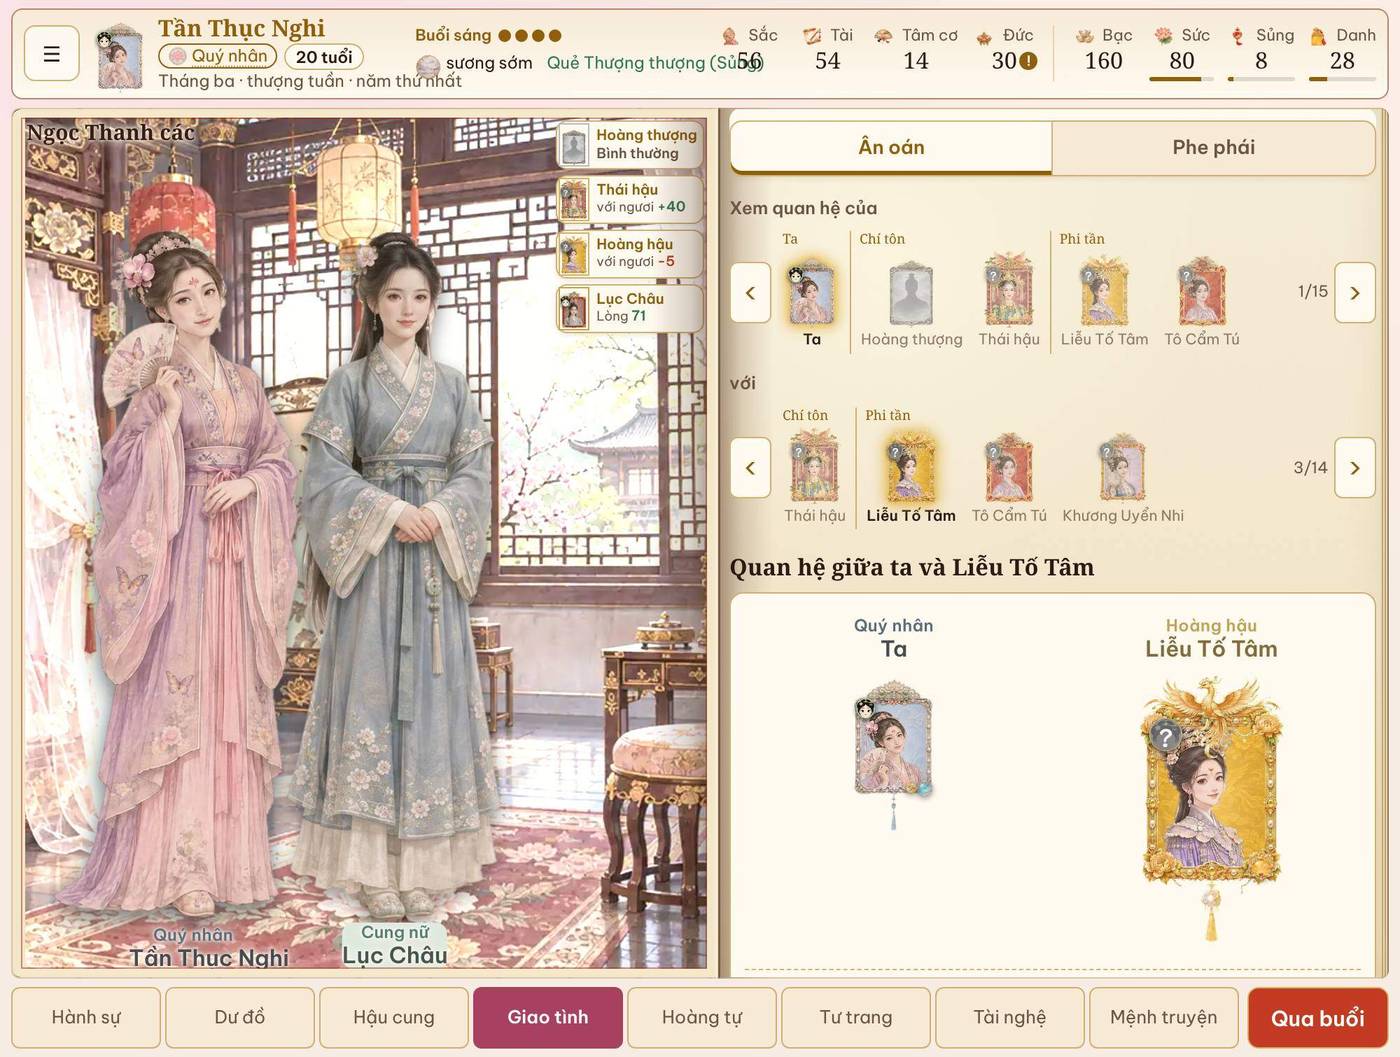 ☰
Tần Thục Nghi
Quý nhân
20 tuổi
Tháng ba · thượng tuần · năm thứ nhất
Buổi sáng
sương sớm
Quẻ Thượng thượng (Sủng)
Sắc
56
Tài
54
Tâm cơ
14
Đức
30 !
Bạc
160
Sức
80
Sủng
8
Danh
28
Ngọc Thanh các
Hoàng thượng
Bình thường
Thái hậu
với ngươi +40
Hoàng hậu
với ngươi -5
Lục Châu
Lòng 71
Quý nhân
Tần Thục Nghi
Cung nữ
Lục Châu
Ân oán
Phe phái
Xem quan hệ của
Ta
Chí tôn
Phi tần
‹
?
?
?
1/15
›
Ta
Hoàng thượng
Thái hậu
Liễu Tố Tâm
Tô Cẩm Tú
với
Chí tôn
Phi tần
‹
?
?
?
?
3/14
›
Thái hậu
Liễu Tố Tâm
Tô Cẩm Tú
Khương Uyển Nhi
Quan hệ giữa ta và Liễu Tố Tâm
Quý nhân
Ta
Hoàng hậu
Liễu Tố Tâm
?
Hành sự
Dư đồ
Hậu cung
Giao tình
Hoàng tự
Tư trang
Tài nghệ
Mệnh truyện
Qua buổi